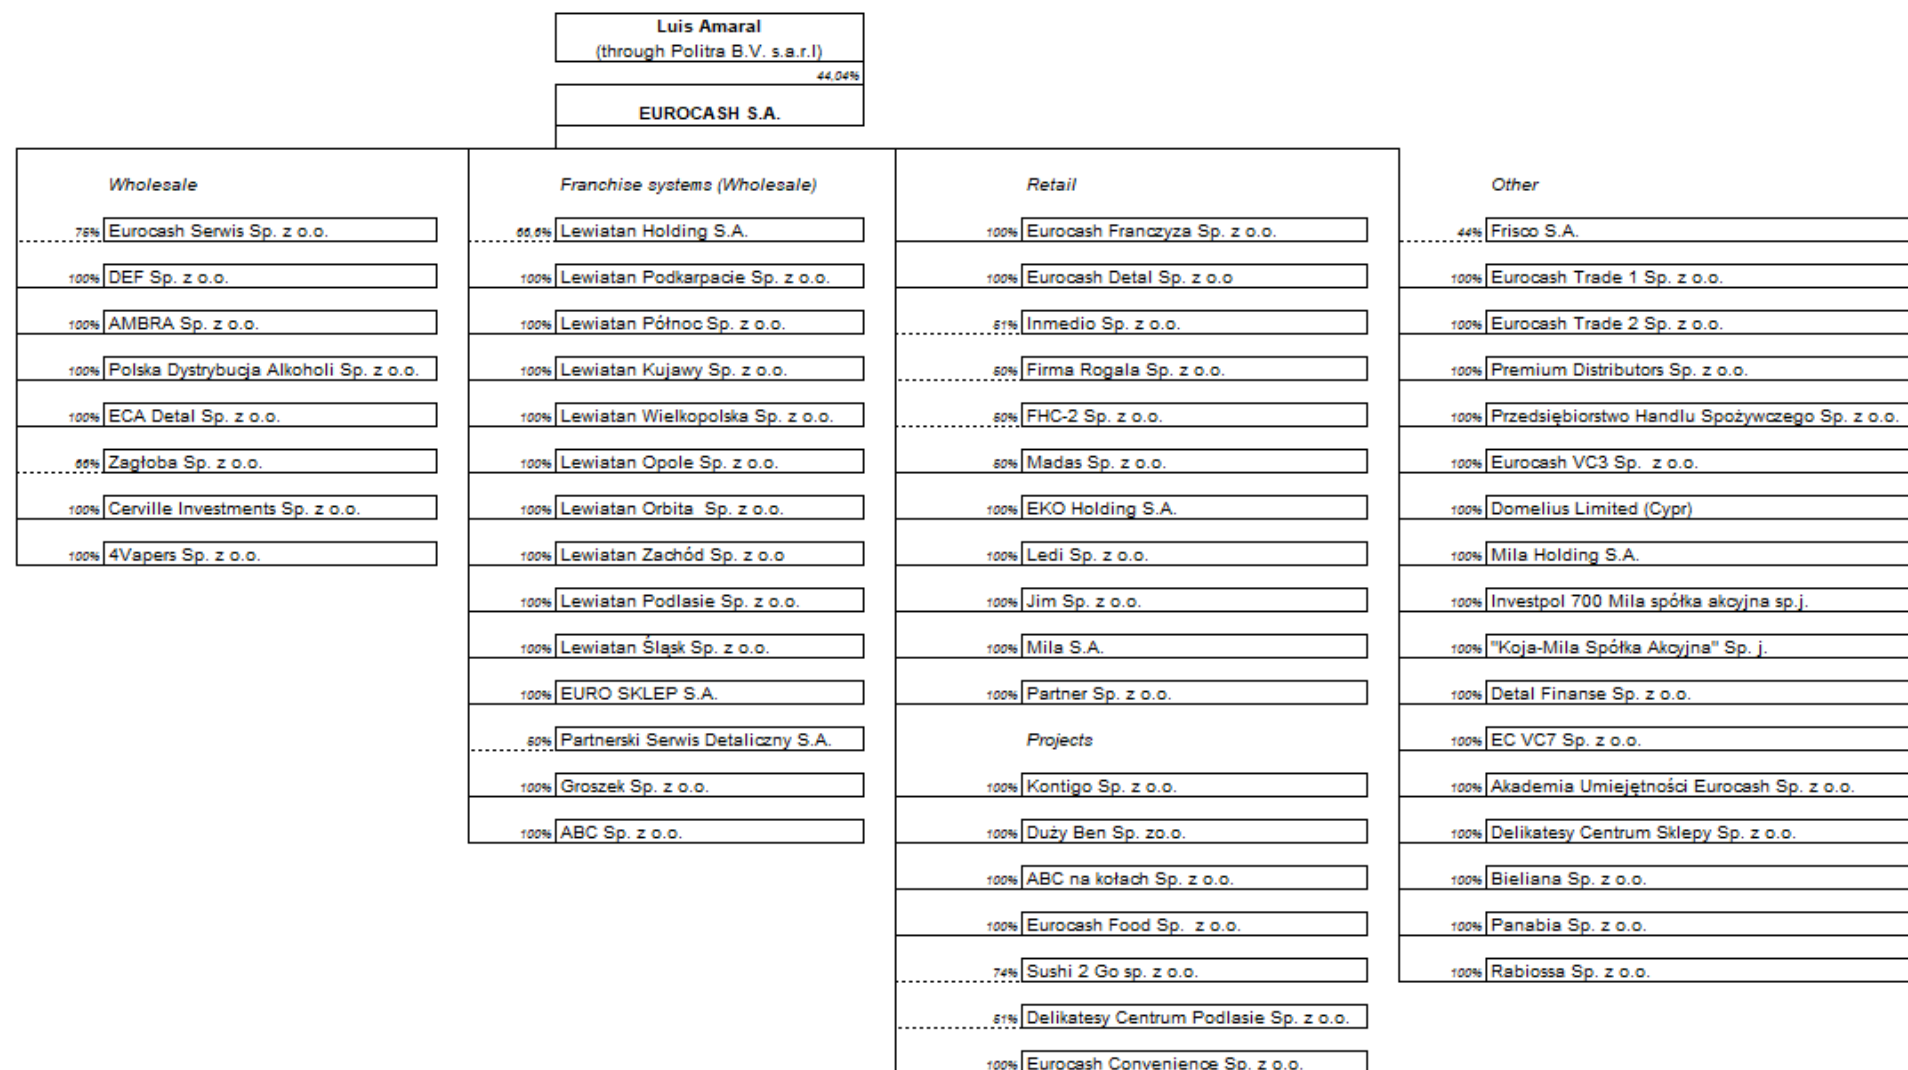 Luis Amaral
(through Politra B.V. s.a.r.l)
44,04%
EUROCASH S.A.
Wholesale
75% Eurocash Serwis Sp. z o.o.
100% DEF Sp. z o.o.
100% AMBRA Sp. z o.o.
100% Polska Dystrybucja Alkoholi Sp. z o.o.
100% ECA Detal Sp. z o.o.
66% Zagłoba Sp. z o.o.
100% Cerville Investments Sp. z o.o.
100% 4Vapers Sp. z o.o.
Franchise systems (Wholesale)
66,6% Lewiatan Holding S.A.
100% Lewiatan Podkarpacie Sp. z o.o.
100% Lewiatan Północ Sp. z o.o.
100% Lewiatan Kujawy Sp. z o.o.
100% Lewiatan Wielkopolska Sp. z o.o.
100% Lewiatan Opole Sp. z o.o.
100% Lewiatan Orbita Sp. z o.o.
100% Lewiatan Zachód Sp. z o.o
100% Lewiatan Podlasie Sp. z o.o.
100% Lewiatan Śląsk Sp. z o.o.
100% EURO SKLEP S.A.
50% Partnerski Serwis Detaliczny S.A.
100% Groszek Sp. z o.o.
100% ABC Sp. z o.o.
Retail
100% Eurocash Franczyza Sp. z o.o.
100% Eurocash Detal Sp. z o.o
51% Inmedio Sp. z o.o.
50% Firma Rogala Sp. z o.o.
50% FHC-2 Sp. z o.o.
50% Madas Sp. z o.o.
100% EKO Holding S.A.
100% Ledi Sp. z o.o.
100% Jim Sp. z o.o.
100% Mila S.A.
100% Partner Sp. z o.o.
Projects
100% Kontigo Sp. z o.o.
100% Duży Ben Sp. zo.o.
100% ABC na kołach Sp. z o.o.
100% Eurocash Food Sp. z o.o.
74% Sushi 2 Go sp. z o.o.
51% Delikatesy Centrum Podlasie Sp. z o.o.
100% Eurocash Convenience Sp. z o.o.
Other
44% Frisco S.A.
100% Eurocash Trade 1 Sp. z o.o.
100% Eurocash Trade 2 Sp. z o.o.
100% Premium Distributors Sp. z o.o.
100% Przedsiębiorstwo Handlu Spożywczego Sp. z o.o.
100% Eurocash VC3 Sp. z o.o.
100% Domelius Limited (Cypr)
100% Mila Holding S.A.
100% Investpol 700 Mila spółka akcyjna sp.j.
100% "Koja-Mila Spółka Akcyjna" Sp. j.
100% Detal Finanse Sp. z o.o.
100% EC VC7 Sp. z o.o.
100% Akademia Umiejętności Eurocash Sp. z o.o.
100% Delikatesy Centrum Sklepy Sp. z o.o.
100% Bieliana Sp. z o.o.
100% Panabia Sp. z o.o.
100% Rabiossa Sp. z o.o.